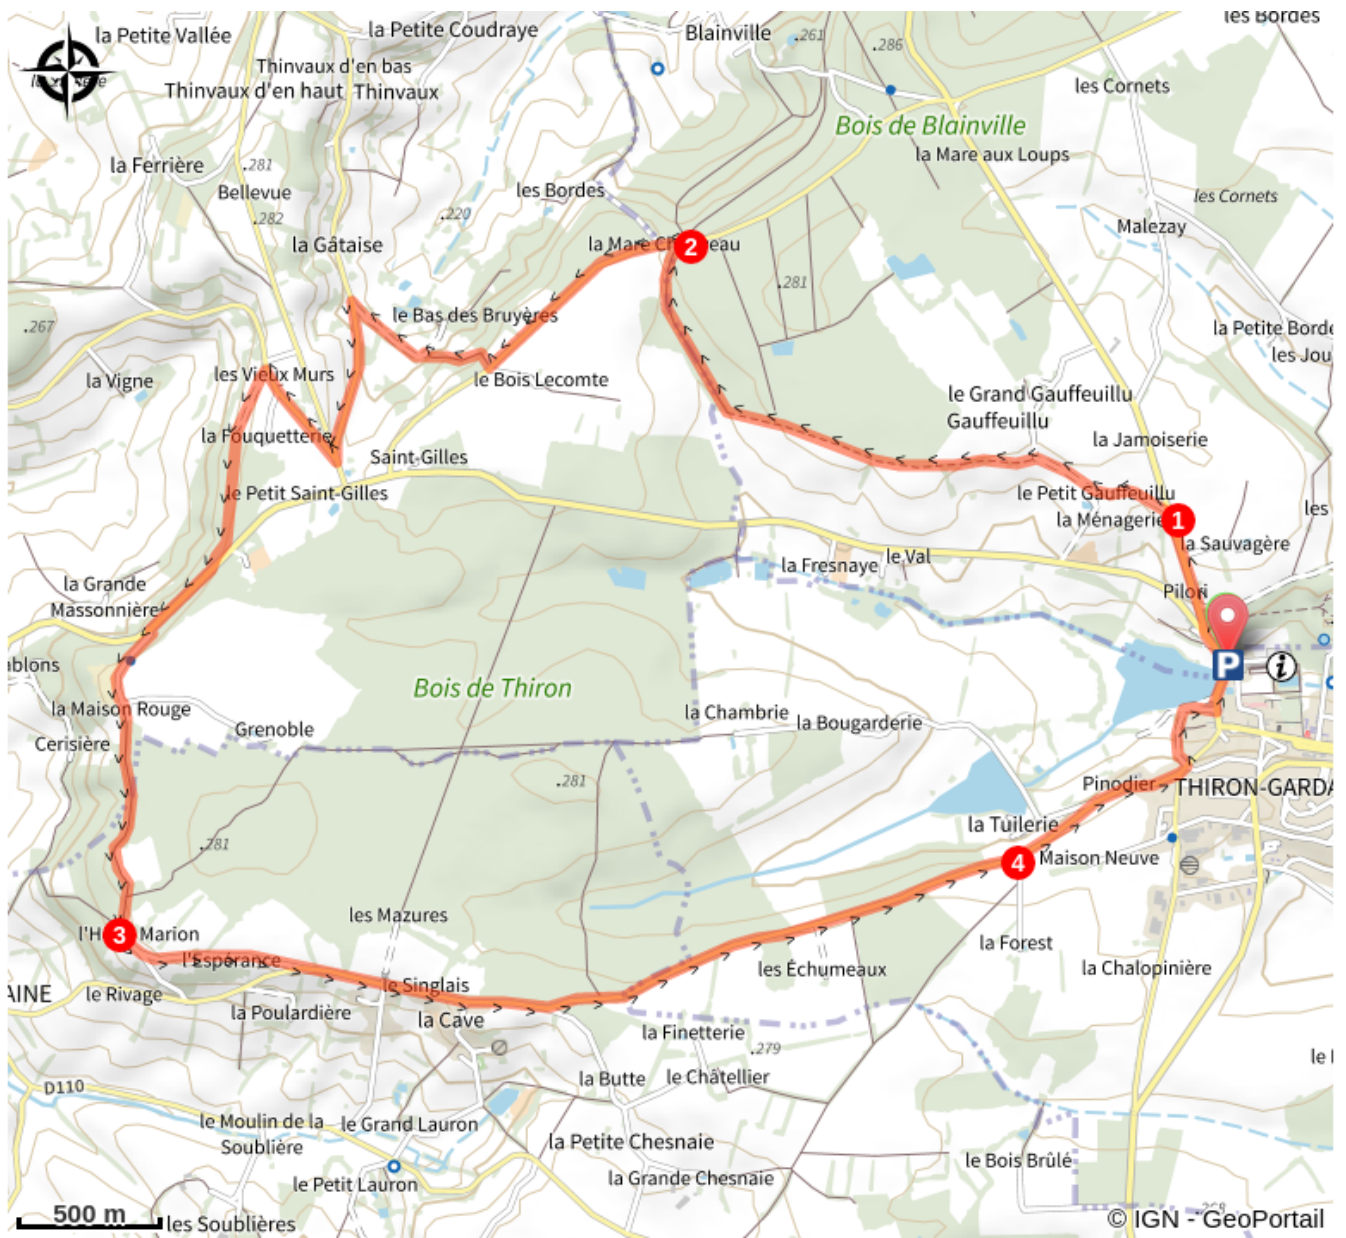 les Bordes
la Petite Vallée
la Petite Coudraye
Blainville
.261
.286
Thinvaux d'en bas
Thinvaux d'en haut
Thinvaux
les Cornets
Bois de Blainville
la Mare aux Loups
la Ferrière
.281
Bellevue
les Bordes
les Cornets
.282
.220
Malezay
la Gâtaise
2
.281
le Bas des Bruyères
.267
la Petite Borde
les Jou
la Vigne
les Vieux Murs
le Bois Lecomte
le Grand Gauffeuillu
Gauffeuillu
la Fouquetterie
la Jamoiserie
Saint-Gilles
le Petit Saint-Gilles
le Petit Gauffeuillu
la Ménagerie
1
les
la Sauvagère
la Fresnaye
le Val
la Grande
Massonnière
Pilori
ablons
P
i
Bois de Thiron
la Maison Rouge
la Chambrie
la Bougarderie
Grenoble
Cerisière
.281
Pinodier
THIRON-GARDA
la Tuilerie
.281
4
Maison Neuve
les Mazures
3
Marion
l'Espérance
la Forest
les Échumeaux
la Chalopinière
AINE
le Rivage
le Singlais
la Poulardière
la Cave
la Finetterie
.279
le
D110
la Butte
le Châtellier
le Moulin de la
Soublière
le Grand Lauron
la Petite Chesnaie
le Bois Brûlé
le Petit Lauron
la Grande Chesnaie
500 m
les Soublières
© IGN - GeoPortail